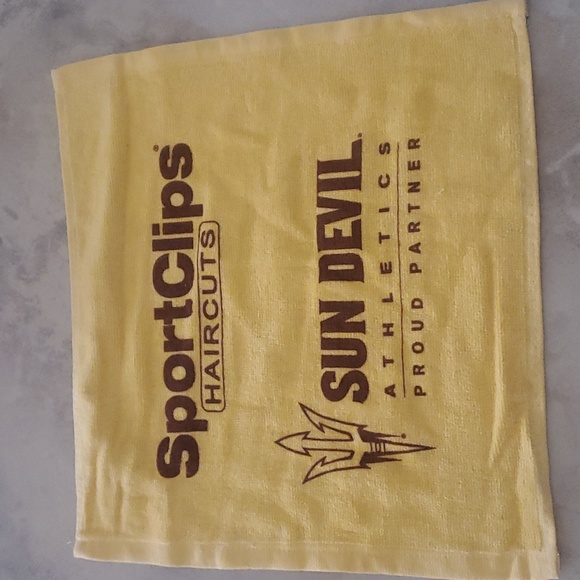 SportClips®
HAIRCUTS
SUN DEVIL
ATHLETICS
PROUD PARTNER
®